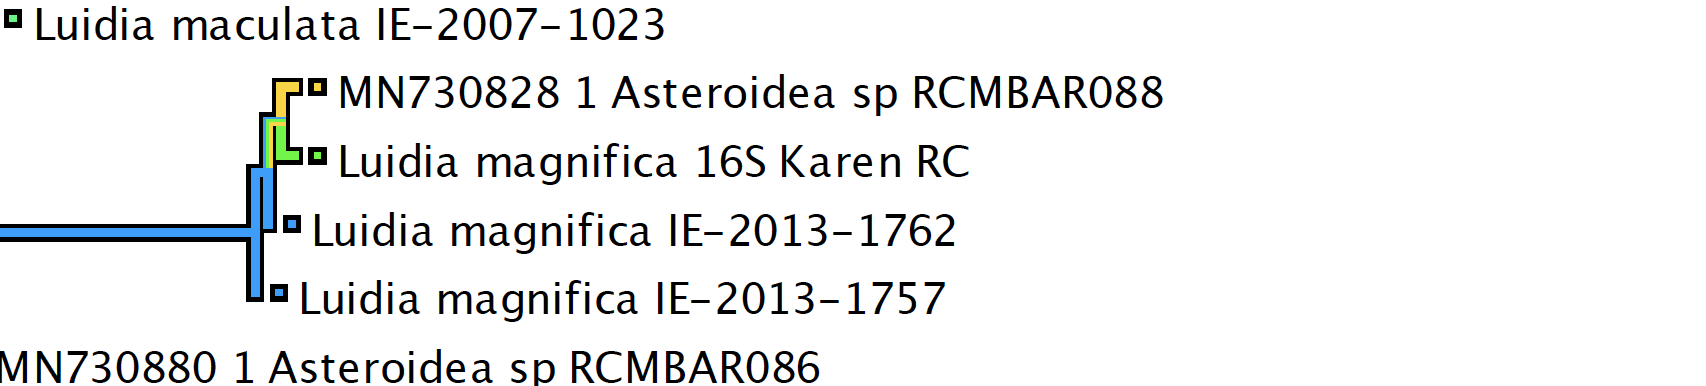 Luidia maculata IE-2007-1023
MN730828 1 Asteroidea sp RCMBAR088
Luidia magnifica 16S Karen RC
Luidia magnifica IE-2013-1762
Luidia magnifica IE-2013-1757
MN730880 1 Asteroidea sp RCMBAR086